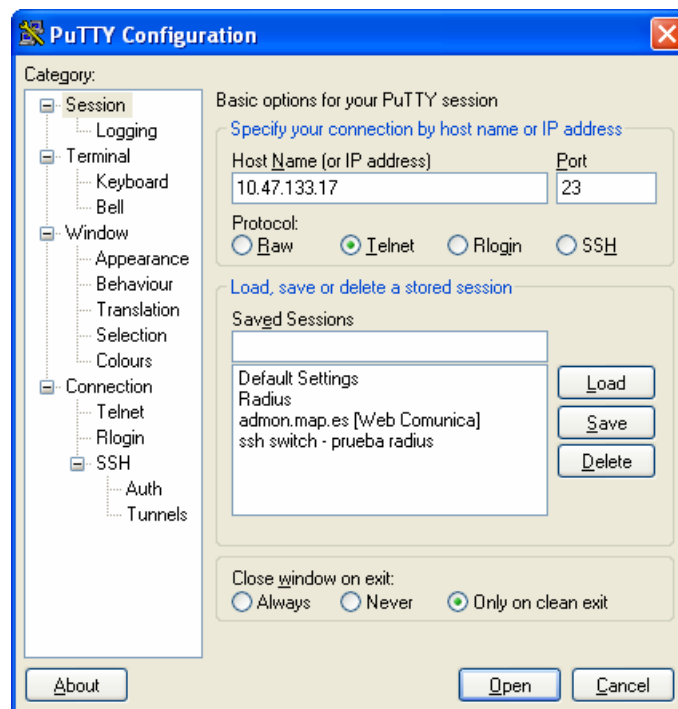 PuTTY Configuration
Category:
Session
Logging
Terminal
Keyboard
Bell
Window
Appearance
Behaviour
Translation
Selection
Colours
Connection
Telnet
Rlogin
SSH
Auth
Tunnels
Basic options for your PuTTY session
Specify your connection by host name or IP address
Host Name (or IP address) Port
10.47.133.17 23
Protocol:
Raw Telnet Rlogin SSH
Load, save or delete a stored session
Saved Sessions
Default Settings
Radius
admon.map.es [Web Comunica]
ssh switch - prueba radius
Load
Save
Delete
Close window on exit:
Always Never Only on clean exit
About Open Cancel